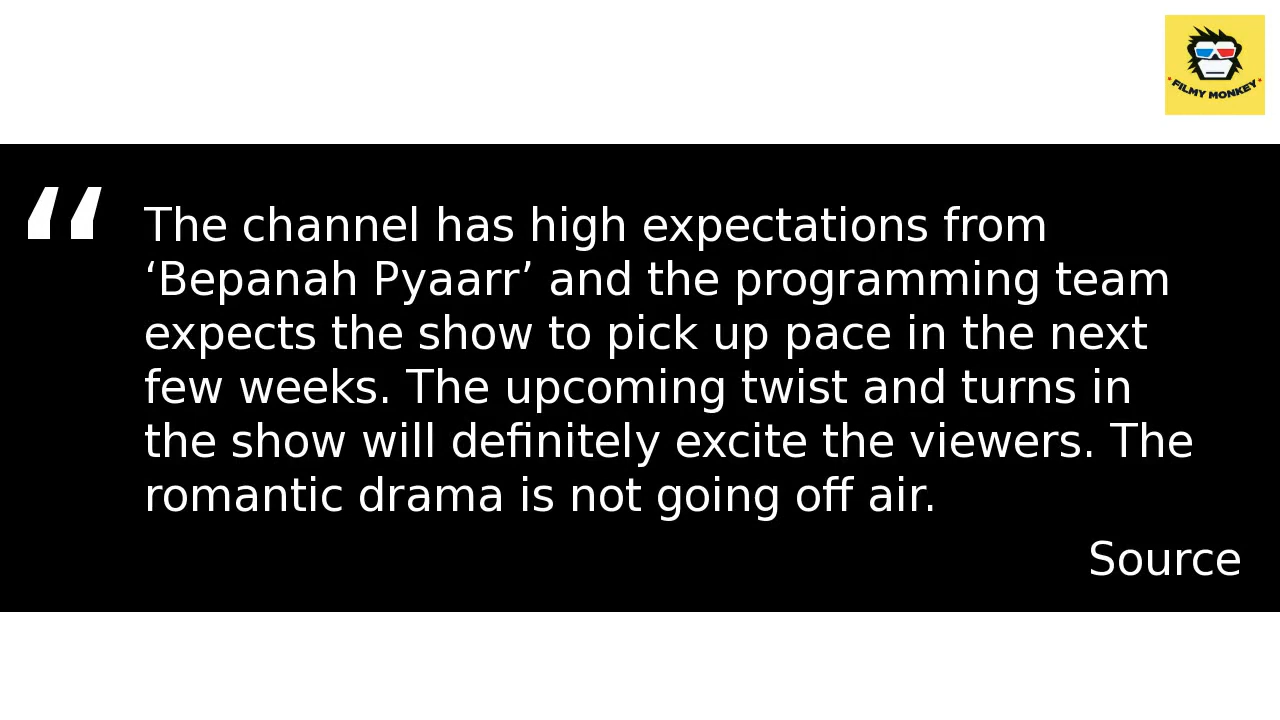 FILMY MONKEY
“
The channel has high expectations from
‘Bepanah Pyaarr’ and the programming team
expects the show to pick up pace in the next
few weeks. The upcoming twist and turns in
the show will definitely excite the viewers. The
romantic drama is not going off air.
Source